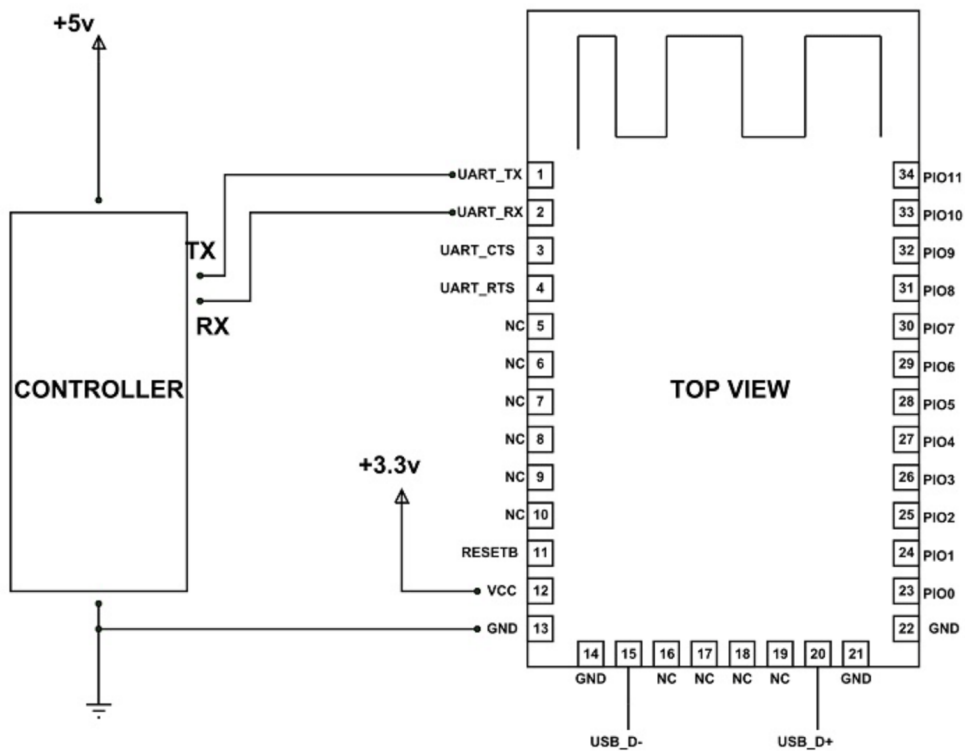 +5v
TX
RX
CONTROLLER
+3.3v
UART_TX 1
UART_RX 2
UART_CTS 3
UART_RTS 4
NC 5
NC 6
NC 7
NC 8
NC 9
NC 10
RESETB 11
VCC 12
GND 13
TOP VIEW
34 PIO11
33 PIO10
32 PIO9
31 PIO8
30 PIO7
29 PIO6
28 PIO5
27 PIO4
26 PIO3
25 PIO2
24 PIO1
23 PIO0
22 GND
14 15 16 17 18 19 20 21
GND NC NC NC NC GND
USB_D- USB_D+